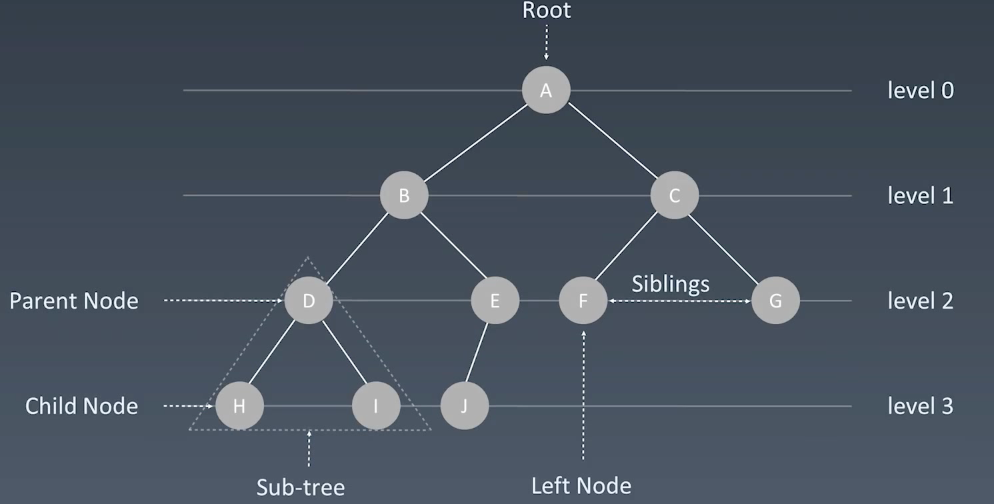 Root
A
level 0
B
C
level 1
Siblings
Parent Node
D
E
F
G
level 2
Child Node
H
I
J
level 3
Sub-tree
Left Node